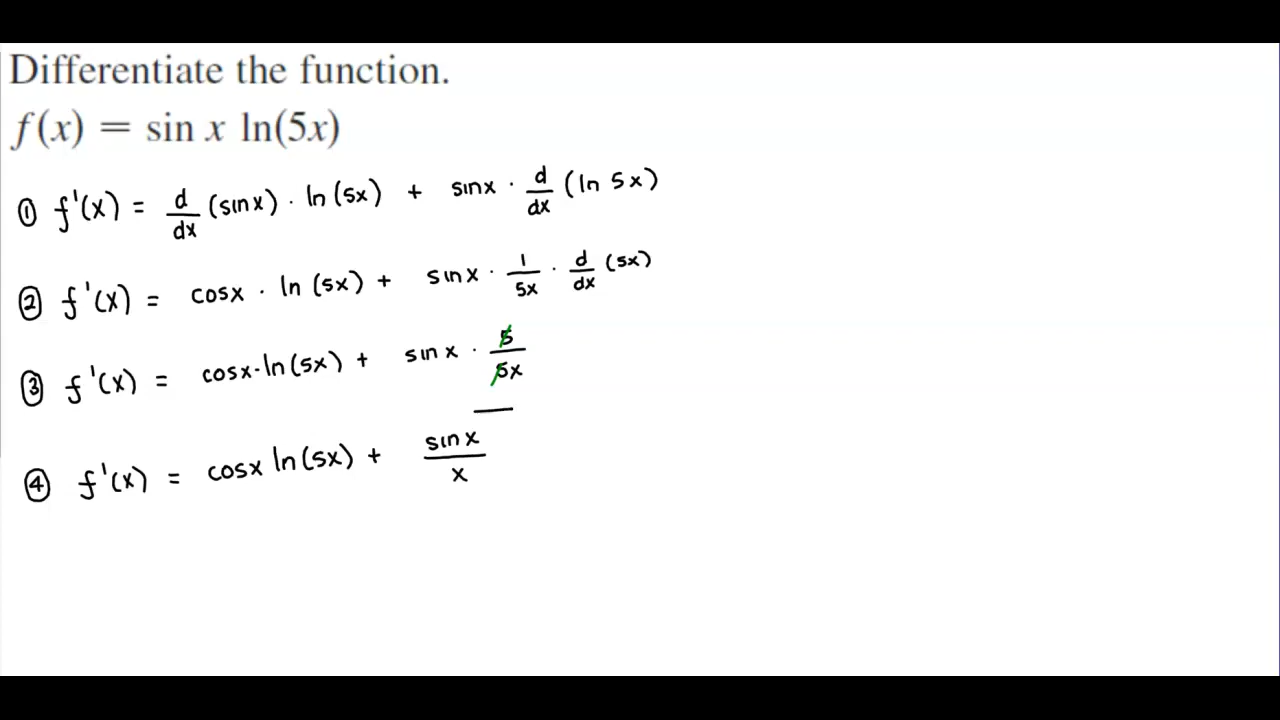 Differentiate the function.
f(x) = sin x ln(5x)
① f'(x) = d/dx (sinx) · ln(5x) + sinx · d/dx (ln 5x)
② f'(x) = cosx · ln(5x) + sinx · 1/5x · d/dx (5x)
③ f'(x) = cosx·ln(5x) + sinx · 5/5x
④ f'(x) = cosx ln(5x) + sinx/x